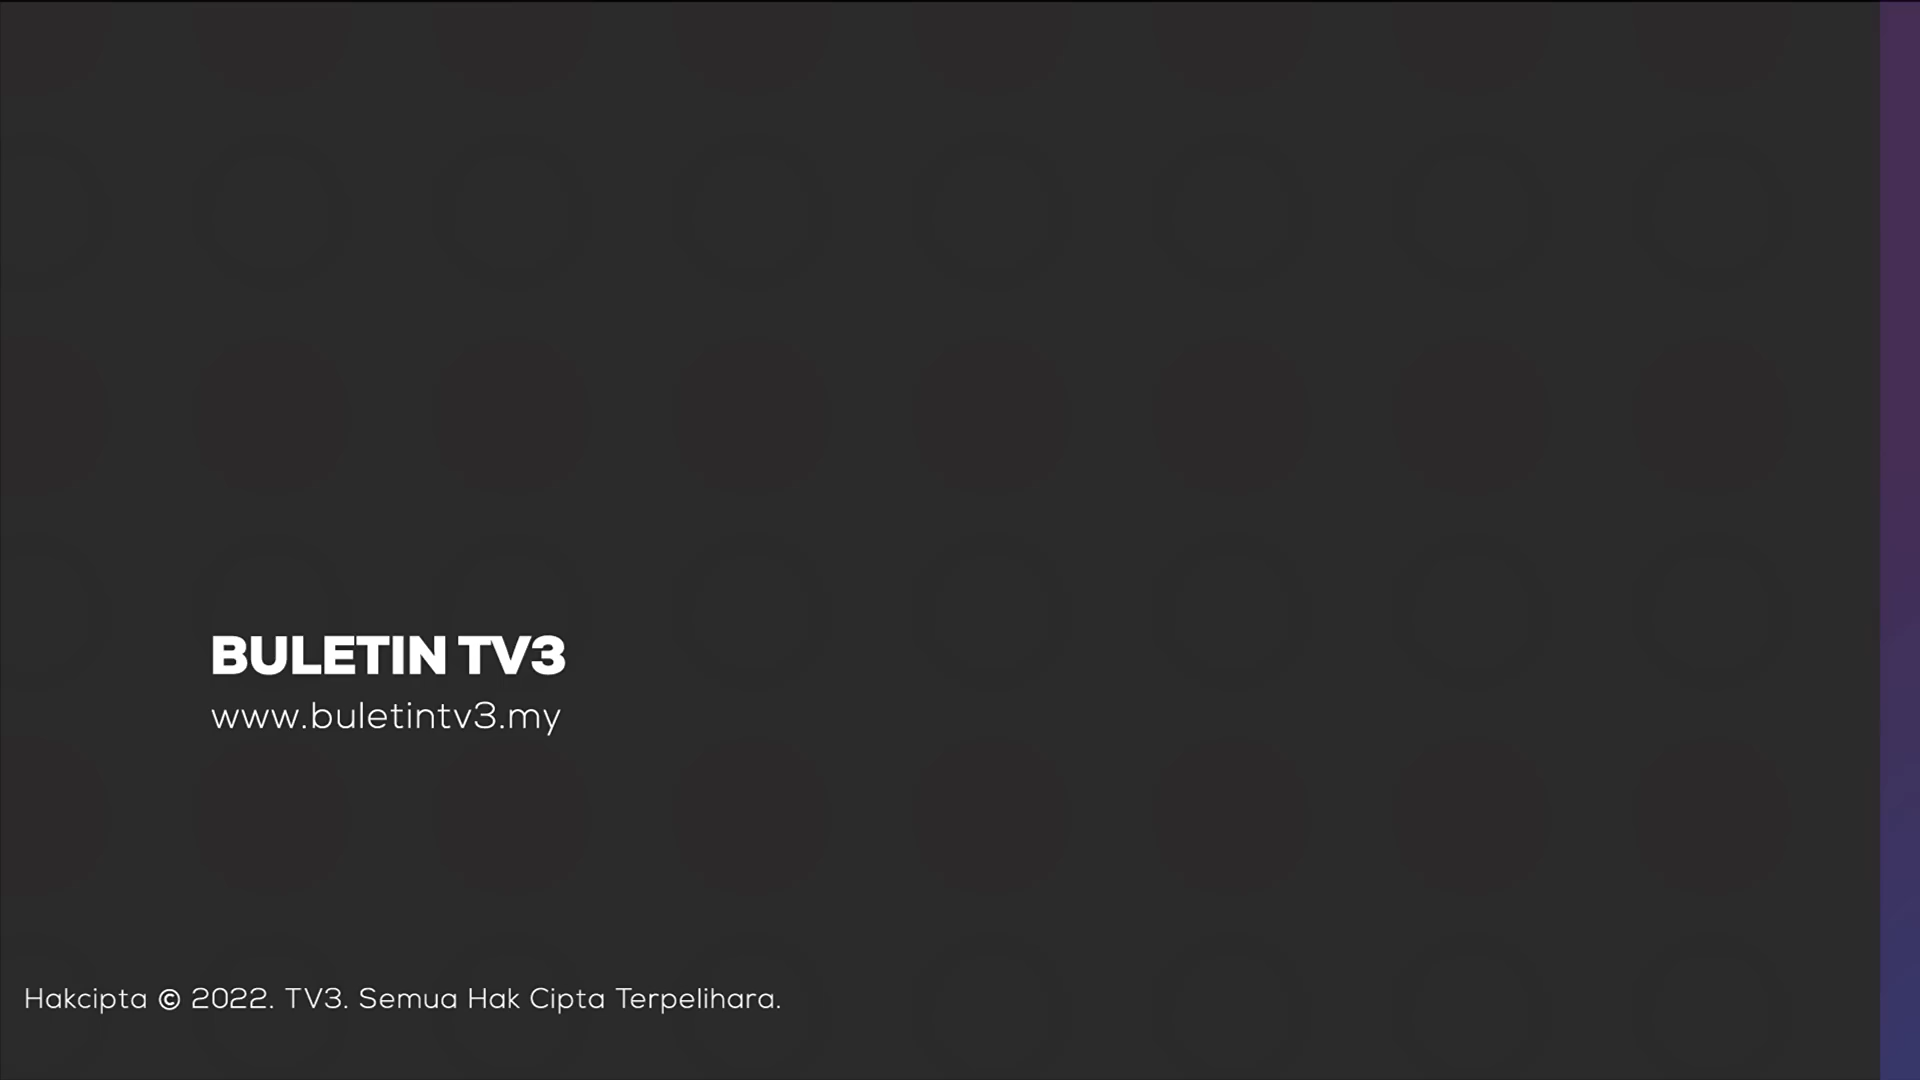 BULETIN TV3
www.buletintv3.my
Hakcipta © 2022. TV3. Semua Hak Cipta Terpelihara.